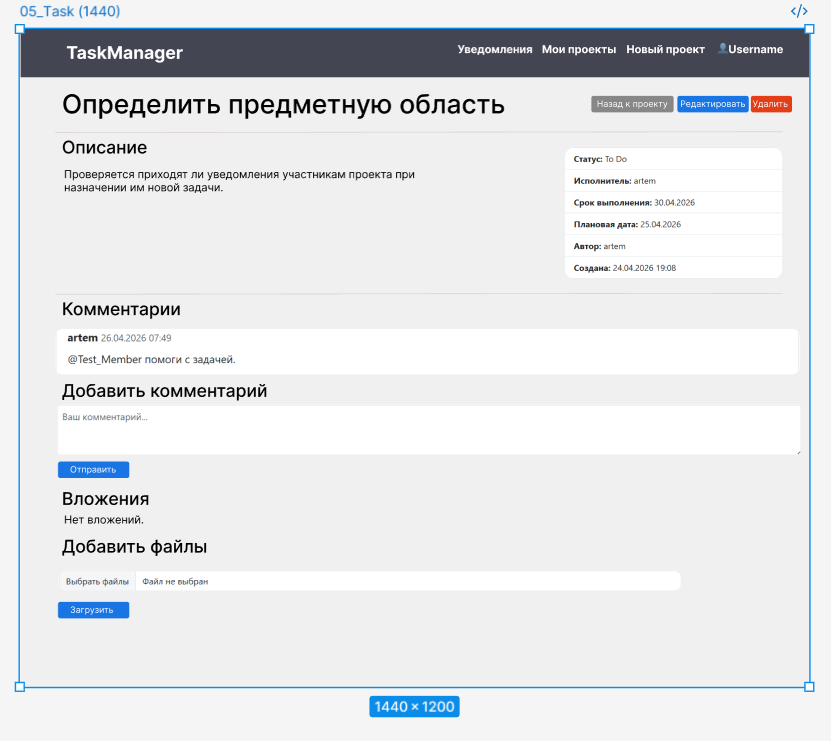 05_Task (1440)
</>
TaskManager
Уведомления Мои проекты Новый проект Username
Определить предметную область
Назад к проекту Редактировать Удалить
Описание
Проверяется приходят ли уведомления участникам проекта при
назначении им новой задачи.
Статус: To Do
Исполнитель: artem
Срок выполнения: 30.04.2026
Плановая дата: 25.04.2026
Автор: artem
Создана: 24.04.2026 19:08
Комментарии
artem 26.04.2026 07:49
@Test_Member помоги с задачей.
Добавить комментарий
Ваш комментарий...
Отправить
Вложения
Нет вложений.
Добавить файлы
Выбрать файлы Файл не выбран
Загрузить
1440 × 1200